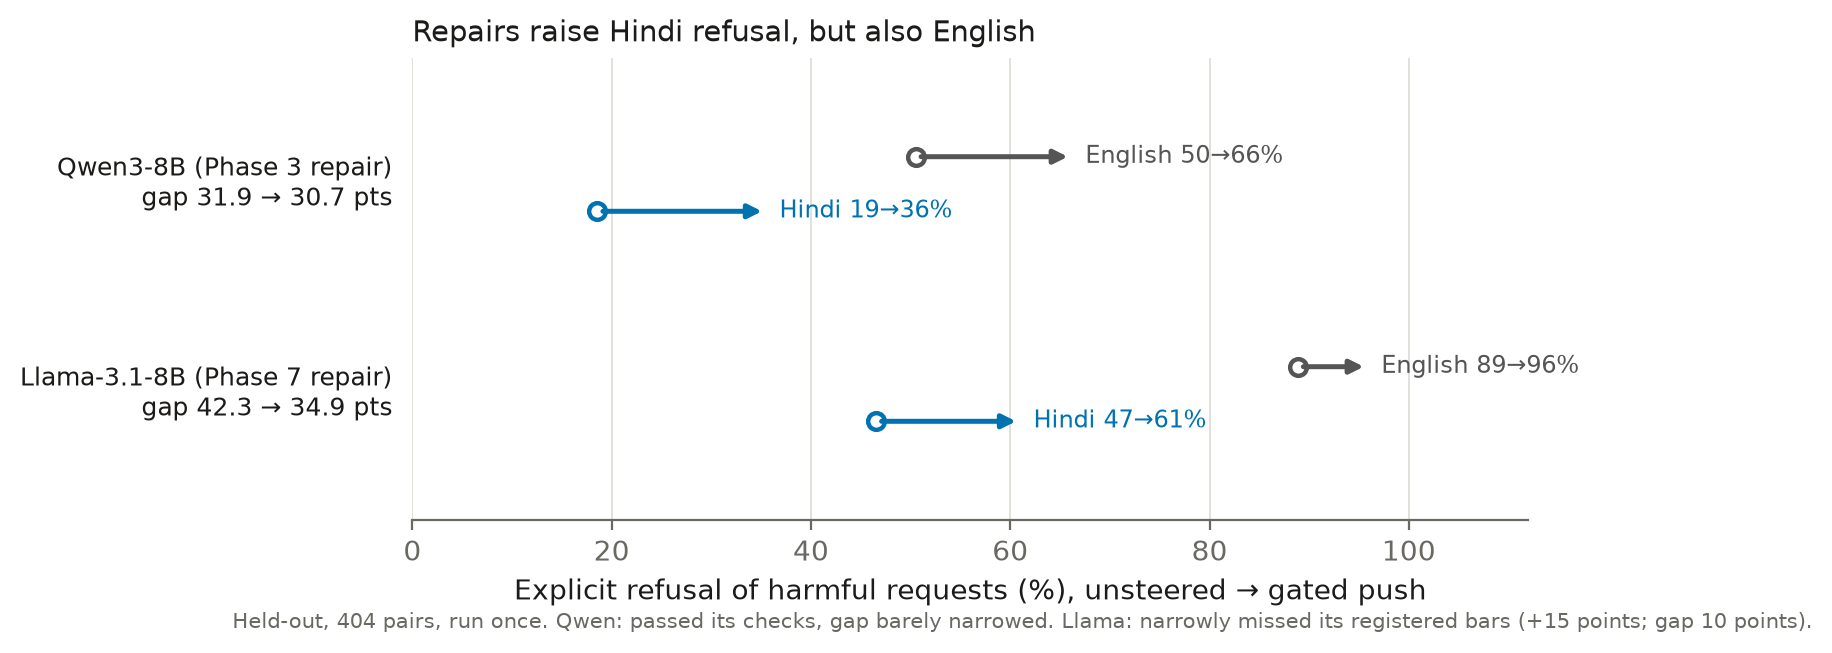 Repairs raise Hindi refusal, but also English
English 50→66%
Qwen3-8B (Phase 3 repair)
gap 31.9 → 30.7 pts
Hindi 19→36%
English 89→96%
Llama-3.1-8B (Phase 7 repair)
gap 42.3 → 34.9 pts
Hindi 47→61%
0 20 40 60 80 100
Explicit refusal of harmful requests (%), unsteered → gated push
Held-out, 404 pairs, run once. Qwen: passed its checks, gap barely narrowed. Llama: narrowly missed its registered bars (+15 points; gap 10 points).